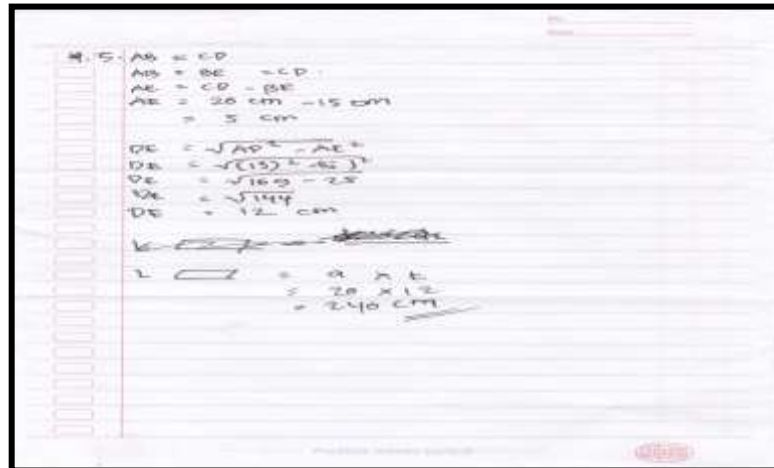 5. AB = CD
AB = BE = CD
AE = CD - BE
AE = 20 cm - 15 cm
= 5 cm
DE = √AD² - AE²
DE = √(13)² - (5)²
DE = √169 - 25
DE = √144
DE = 12 cm
L ▱ = a × t
= 20 × 12
= 240 cm